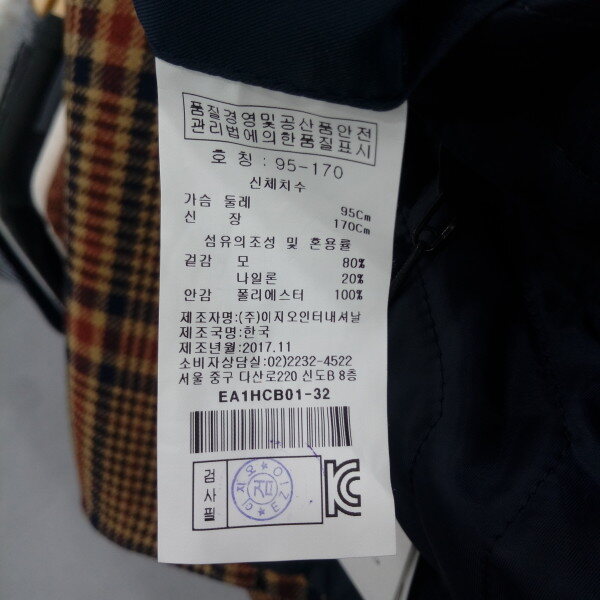 품질경영및공산품안전
관리법에의한품질표시
호 칭 : 95-170
신체치수
가슴 둘레 95Cm
신 장 170Cm
섬유의조성 및 혼용률
겉감 모 80%
나일론 20%
안감 폴리에스터 100%
제조자명:(주)이지오인터내셔날
제조국명:한국
제조년월:2017.11
소비자상담실:02)2232-4522
서울 중구 다산로220 신도B 8층
EA1HCB01-32
검사필
지오
EZIO